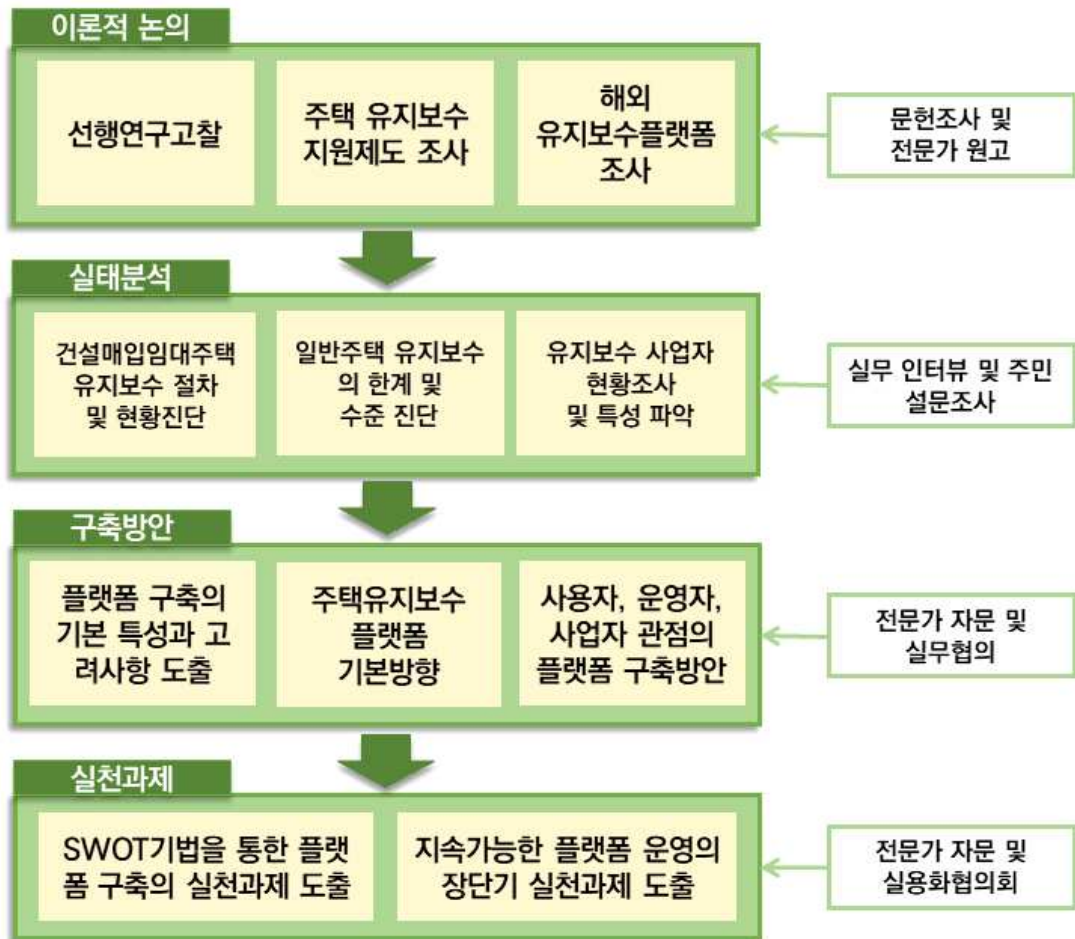 이론적 논의
선행연구고찰
주택 유지보수
지원제도 조사
해외
유지보수플랫폼
조사
문헌조사 및
전문가 원고
실태분석
건설매입임대주택
유지보수 절차
및 현황진단
일반주택 유지보수
의 한계 및
수준 진단
유지보수 사업자
현황조사
및 특성 파악
실무 인터뷰 및 주민
설문조사
구축방안
플랫폼 구축의
기본 특성과 고
려사항 도출
주택유지보수
플랫폼
기본방향
사용자, 운영자,
사업자 관점의
플랫폼 구축방안
전문가 자문 및
실무협의
실천과제
SWOT기법을 통한 플랫
폼 구축의 실천과제 도출
지속가능한 플랫폼 운영의
장단기 실천과제 도출
전문가 자문 및
실용화협의회